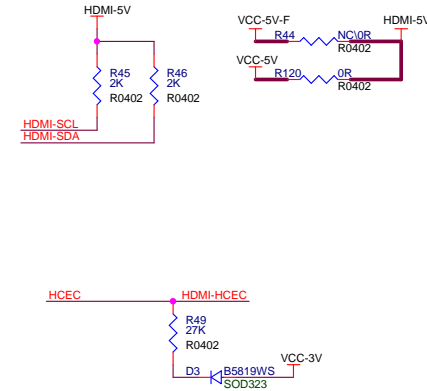 HDMI-5V
R45
2K
R0402
R46
2K
R0402
HDMI-SCL
HDMI-SDA
VCC-5V-F
R44
NC\0R
R0402
HDMI-5V
VCC-5V
R120
0R
R0402
HCEC
HDMI-HCEC
R49
27K
R0402
D3
B5819WS
SOD323
VCC-3V